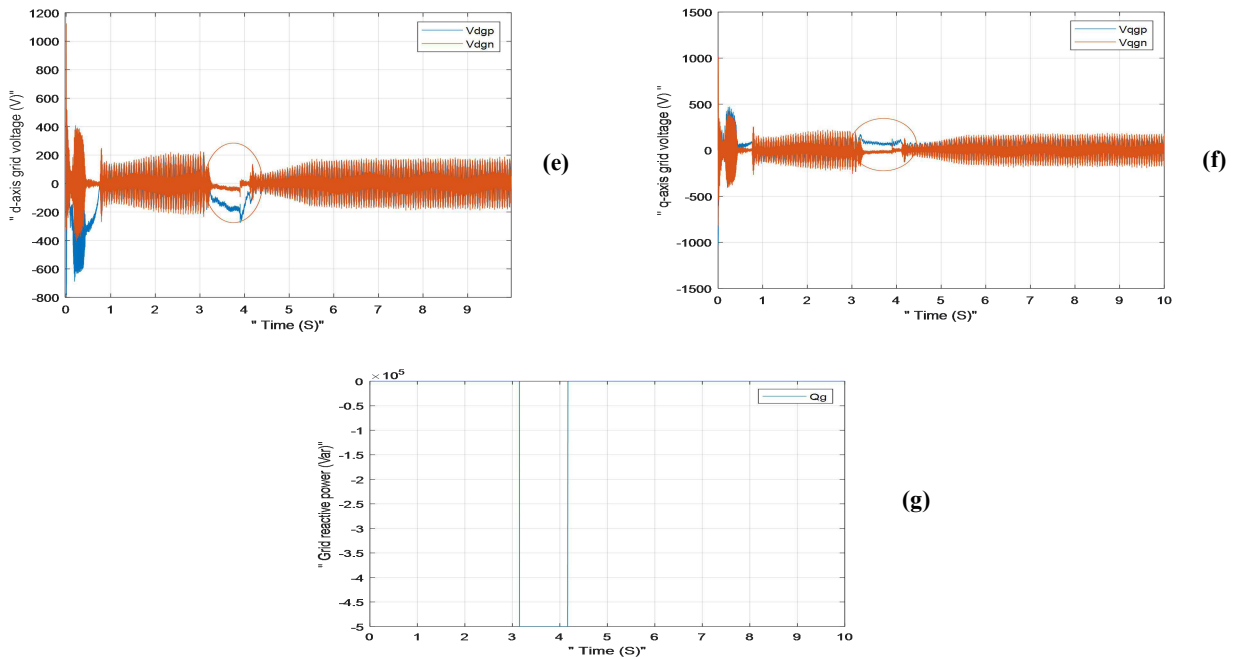 1200
1000
800
600
400
200
0
-200
-400
-600
-800
" d-axis grid voltage (V)"
Vdgp
Vdgn
0 1 2 3 4 5 6 7 8 9
" Time (S)"
(e)
1500
1000
500
0
-500
-1000
-1500
" q-axis grid voltage (V) "
Vqgp
Vqgn
0 1 2 3 4 5 6 7 8 9 10
" Time (S)"
(f)
×10⁵
0
-0.5
-1
-1.5
-2
-2.5
-3
-3.5
-4
-4.5
-5
" Grid reactive power (Var)"
Qg
0 1 2 3 4 5 6 7 8 9 10
" Time (S)"
(g)